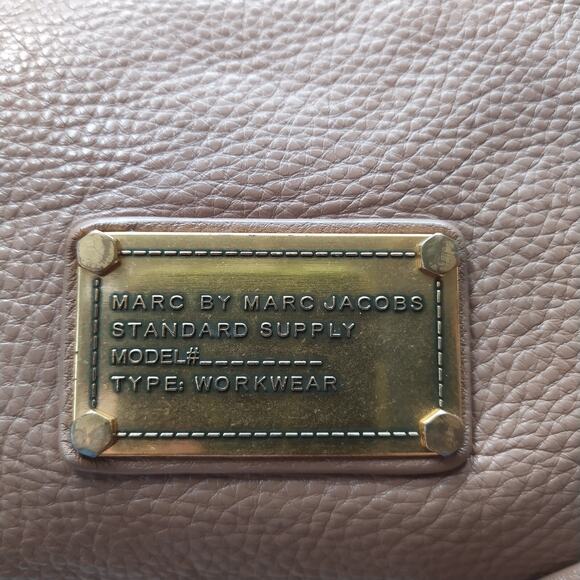 MARC BY MARC JACOBS
STANDARD SUPPLY
MODEL#_________
TYPE: WORKWEAR